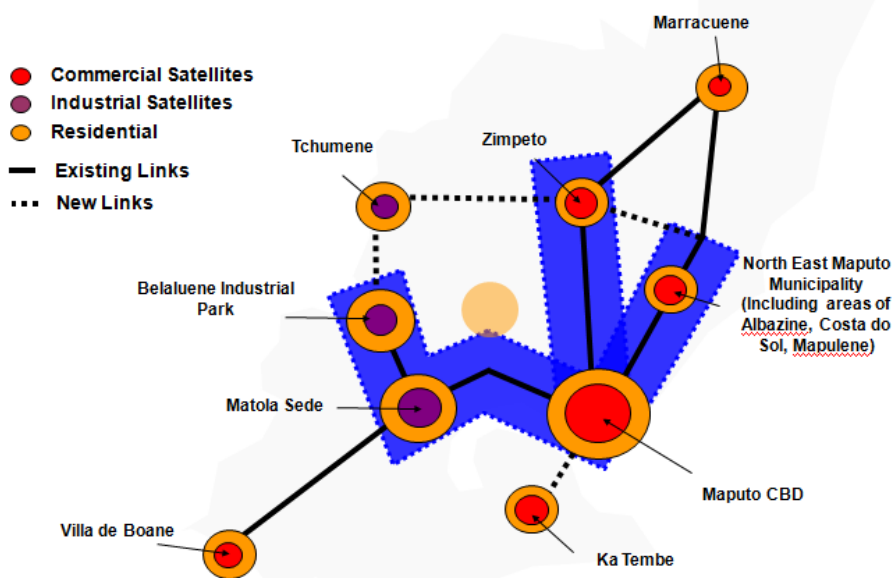 Marracuene
Commercial Satellites
Industrial Satellites
Residential
Existing Links
New Links
Tchumene
Zimpeto
Belaluene Industrial
Park
North East Maputo
Municipality
(Including areas of
Albazine, Costa do
Sol, Mapulene)
Matola Sede
Maputo CBD
Villa de Boane
Ka Tembe